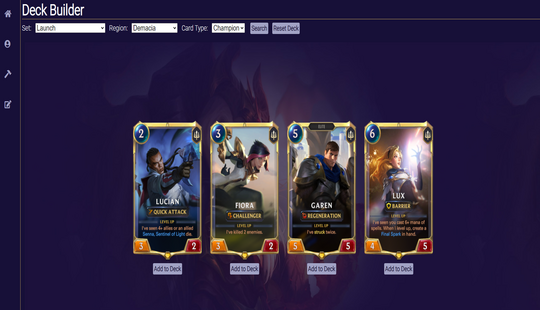 Deck Builder
Set: Launch Region: Demacia Card Type: Champion Search Reset Deck
2
LUCIAN
QUICK ATTACK
LEVEL UP
I've seen 4+ allies or an allied
Senna, Sentinel of Light die.
3 2
Add to Deck
3
FIORA
CHALLENGER
LEVEL UP
I've killed 2 enemies.
3 2
Add to Deck
5
ELITE
GAREN
REGENERATION
LEVEL UP
I've struck twice.
5 5
Add to Deck
6
LUX
BARRIER
LEVEL UP
I've seen you cast 6+ mana of
spells. When I level up, create a
Final Spark in hand.
4 5
Add to Deck